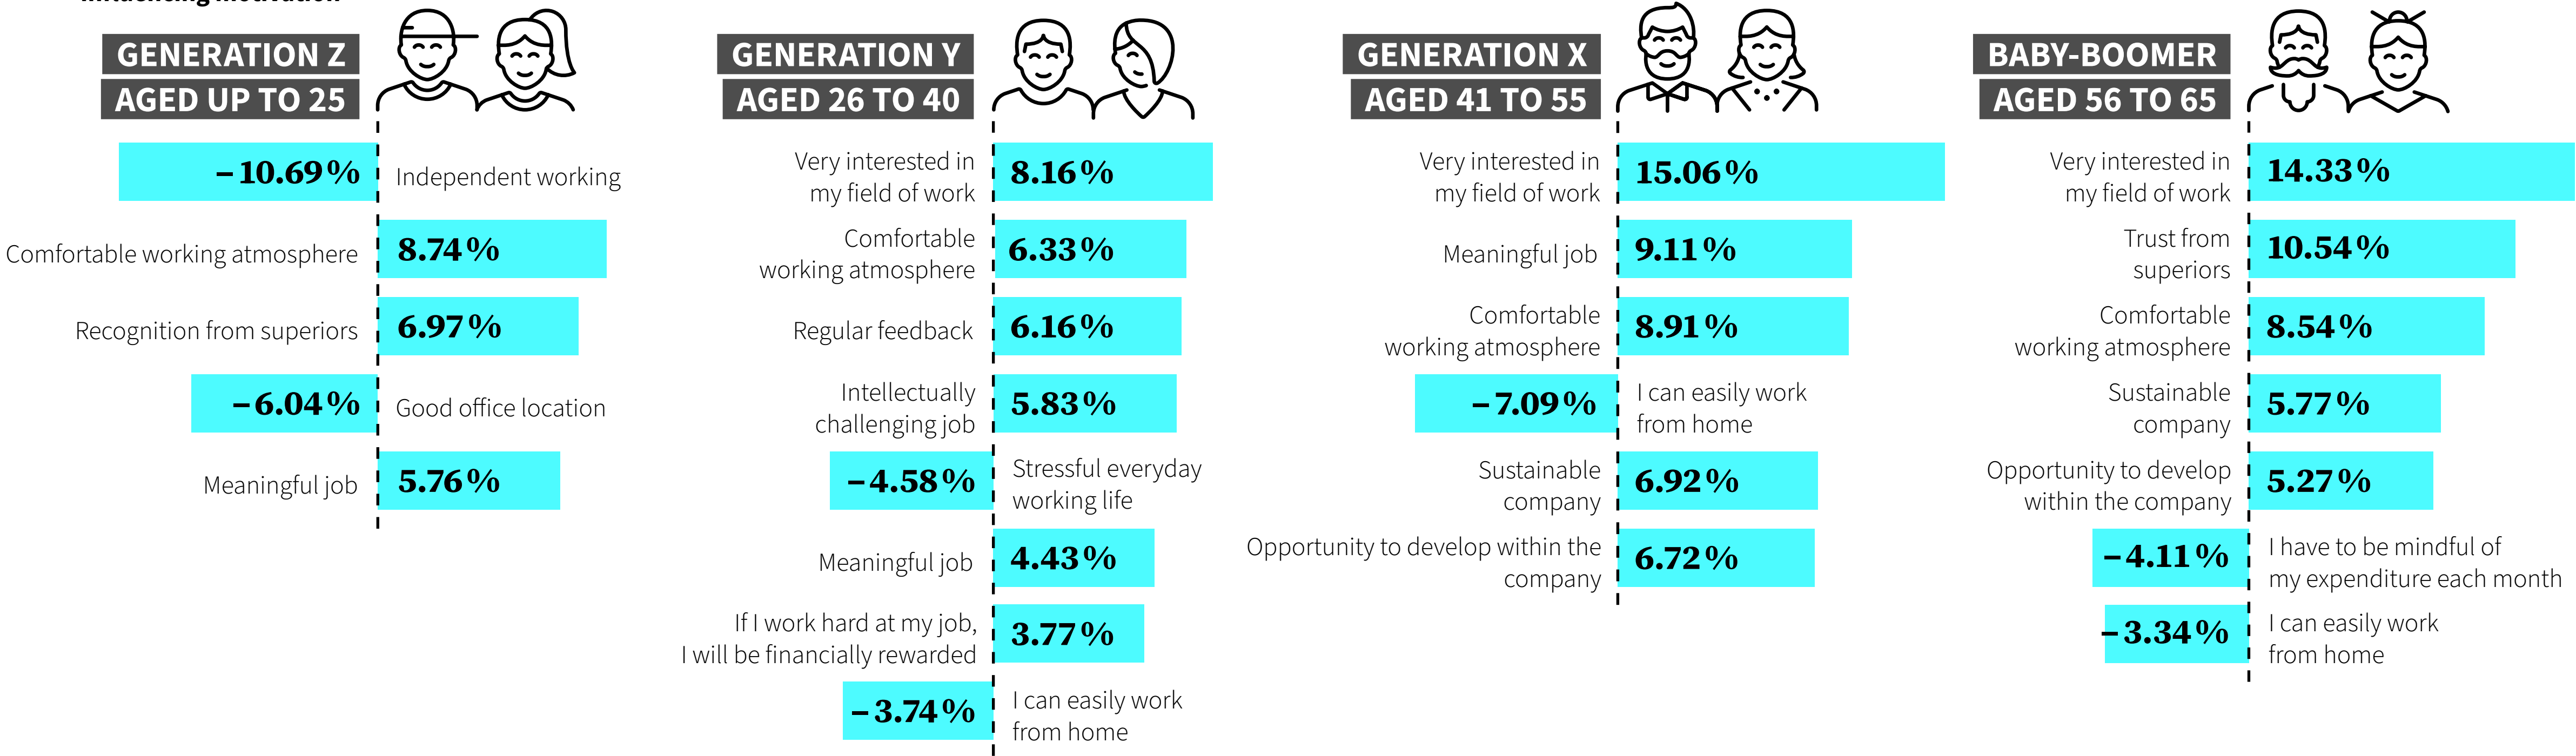 influencing motivation
GENERATION Z
AGED UP TO 25
–10.69%
Independent working
Comfortable working atmosphere
8.74%
Recognition from superiors
6.97%
–6.04%
Good office location
Meaningful job
5.76%
GENERATION Y
AGED 26 TO 40
Very interested in
my field of work
8.16%
Comfortable
working atmosphere
6.33%
Regular feedback
6.16%
Intellectually
challenging job
5.83%
–4.58%
Stressful everyday
working life
Meaningful job
4.43%
If I work hard at my job,
I will be financially rewarded
3.77%
–3.74%
I can easily work
from home
GENERATION X
AGED 41 TO 55
Very interested in
my field of work
15.06%
Meaningful job
9.11%
Comfortable
working atmosphere
8.91%
–7.09%
I can easily work
from home
Sustainable
company
6.92%
Opportunity to develop within the
company
6.72%
BABY-BOOMER
AGED 56 TO 65
Very interested in
my field of work
14.33%
Trust from
superiors
10.54%
Comfortable
working atmosphere
8.54%
Sustainable
company
5.77%
Opportunity to develop
within the company
5.27%
–4.11%
I have to be mindful of
my expenditure each month
–3.34%
I can easily work
from home